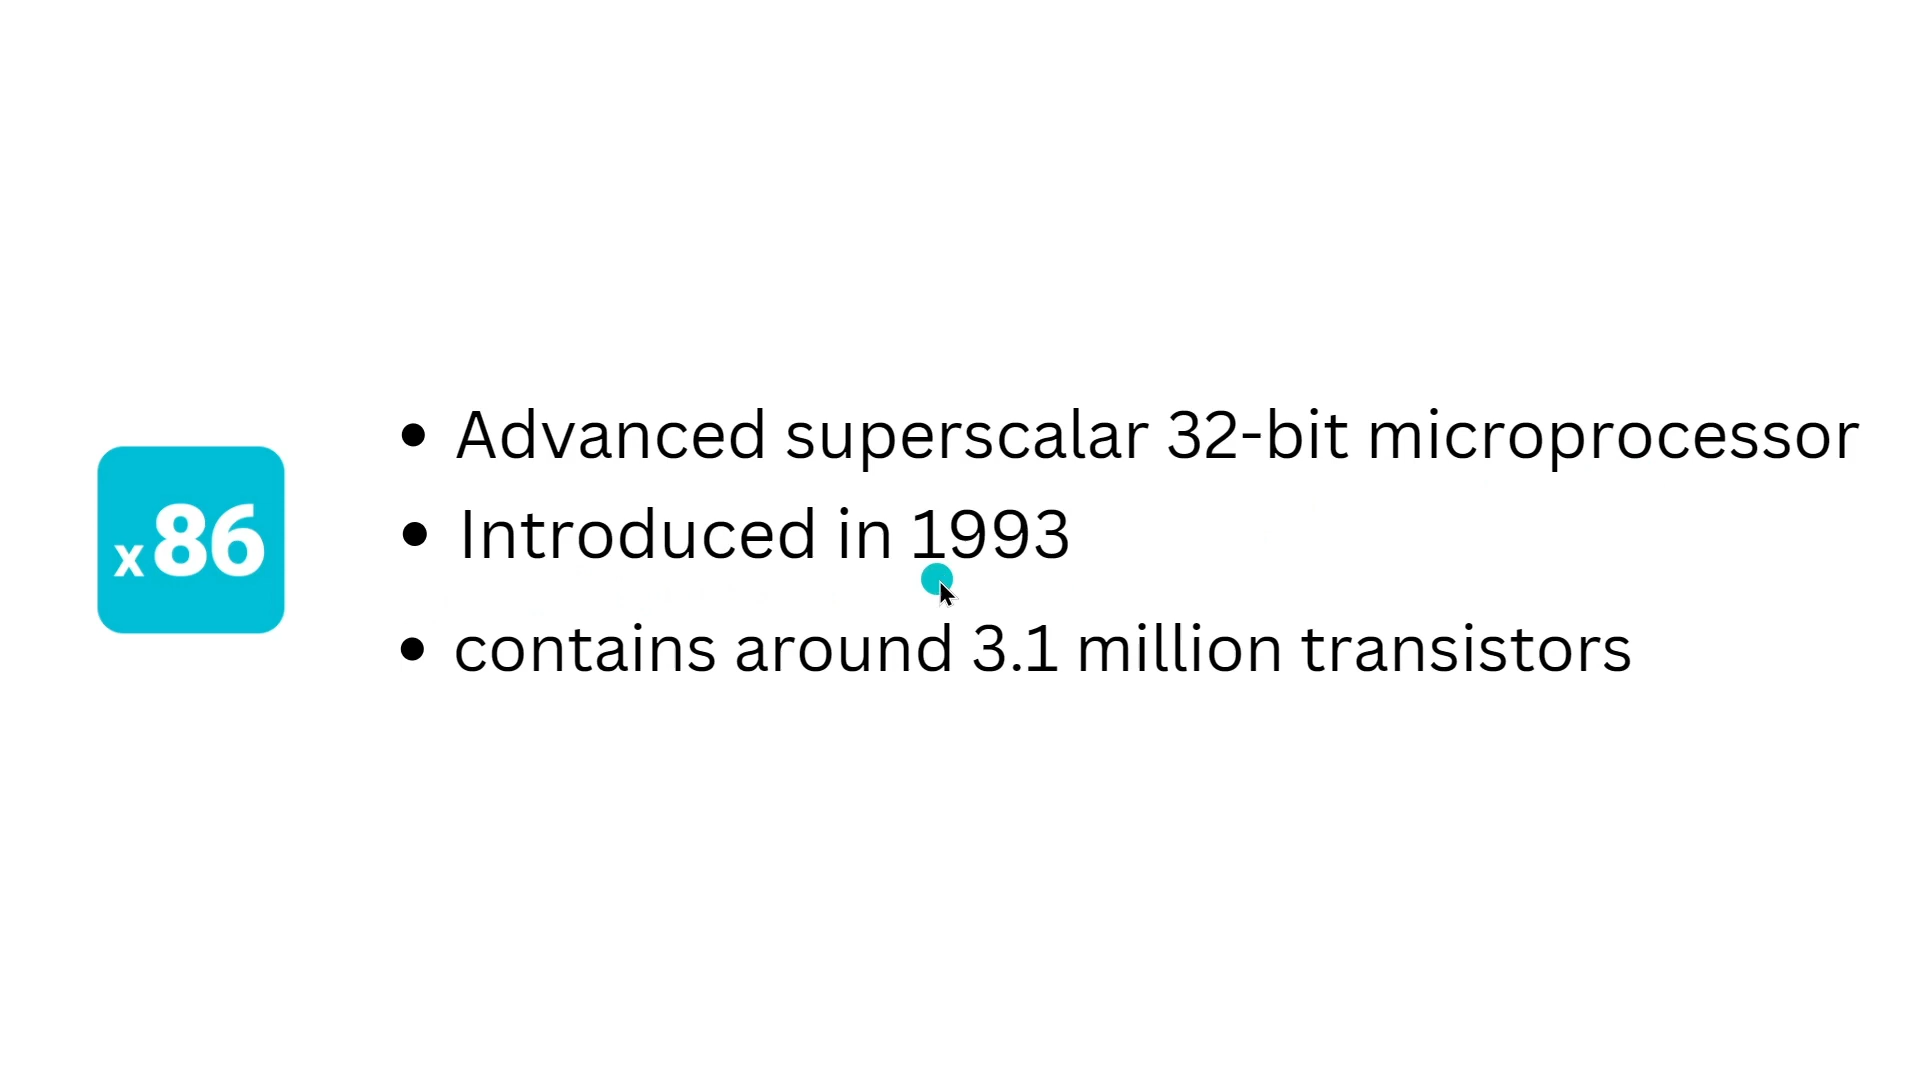 x86
• Advanced superscalar 32-bit microprocessor
• Introduced in 1993
• contains around 3.1 million transistors